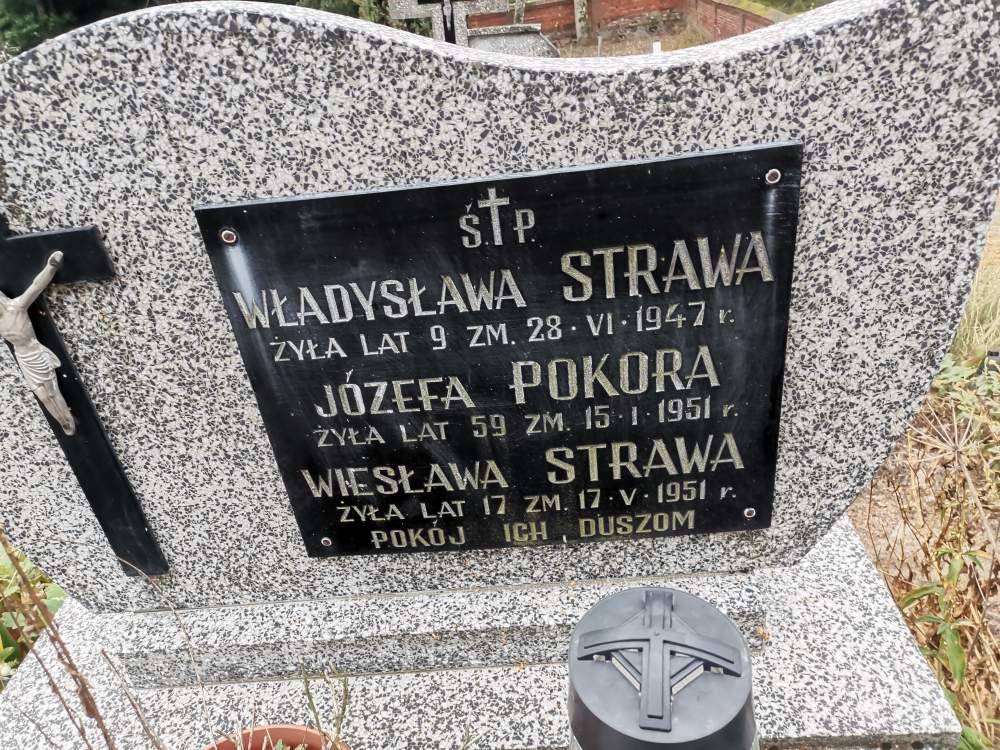 Ś.†P.
WŁADYSŁAWA STRAWA
ŻYŁA LAT 9 ZM. 28·VI·1947 r.
JÓZEFA POKORA
ŻYŁA LAT 59 ZM. 15·I·1951 r.
WIESŁAWA STRAWA
ŻYŁA LAT 17 ZM. 17·V·1951 r.
POKÓJ ICH DUSZOM